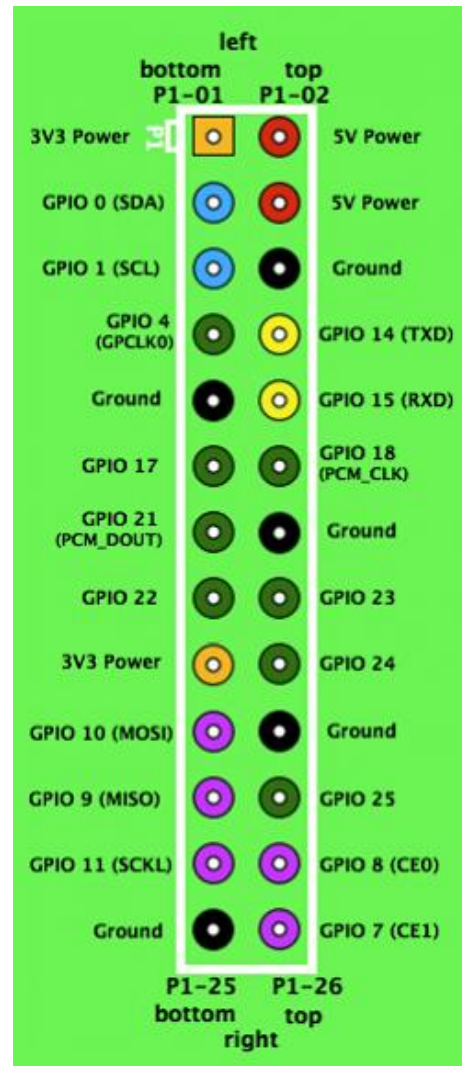 left
bottom top
P1-01 P1-02
3V3 Power P1 5V Power
GPIO 0 (SDA) 5V Power
GPIO 1 (SCL) Ground
GPIO 4
(GPCLK0) GPIO 14 (TXD)
Ground GPIO 15 (RXD)
GPIO 17 GPIO 18
(PCM_CLK)
GPIO 21
(PCM_DOUT) Ground
GPIO 22 GPIO 23
3V3 Power GPIO 24
GPIO 10 (MOSI) Ground
GPIO 9 (MISO) GPIO 25
GPIO 11 (SCKL) GPIO 8 (CE0)
Ground GPIO 7 (CE1)
P1-25 P1-26
bottom top
right